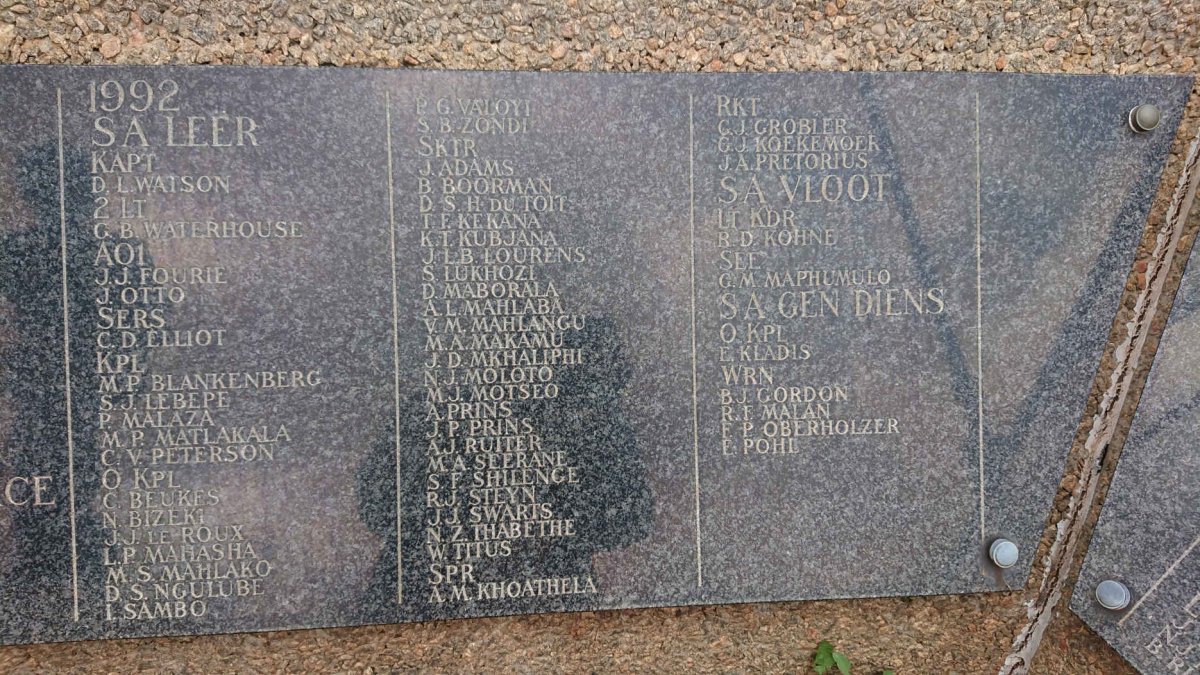 CE
1992
S A LEËR
KAPT
D. L. WATSON
2 LT
G. B. WATERHOUSE
AO1
J. J. FOURIE
J. OTTO
SERS
C. D. ELLIOT
KPL
M. P. BLANKENBERG
S. J. LEBEPE
P. MALAZA
M. P. MATLAKALA
C. V. PETERSON
O KPL
C. BEUKES
N. BIZEKI
J. J. LE ROUX
L. P. MAHASHA
M. S. MAHLAKO
D. S. NGULUBE
L. SAMBO
P. G. VALOYI
S. B. ZONDI
SKTR
J. ADAMS
B. BOORMAN
D. S. H. DU TOIT
T. F. KEKANA
K. T. KUBJANA
J. L. B. LOURENS
S. LUKHOZI
D. MABORALA
A. L. MAHLABA
V. M. MAHLANGU
M. A. MAKAMU
J. D. MKHALIPHI
N. J. MOLOTO
M. J. MOTSEO
A. PRINS
J. P. PRINS
A. J. RUITER
M. A. SEERANE
S. F. SHILENGE
R. J. STEYN
J. J. SWARTS
N. Z. THABETHE
W. TITUS
SPR
A. M. KHOATHELA
RKT
C. J. GROBLER
G. J. KOEKEMOER
J. A. PRETORIUS
S A VLOOT
LT KDR
R. D. KOHNE
SEE
G. M. MAPHUMULO
S A GEN DIENS
O KPL
E. KLADIS
WRN
B. J. GORDON
R. F. MALAN
F. P. OBERHOLZER
E. POHL